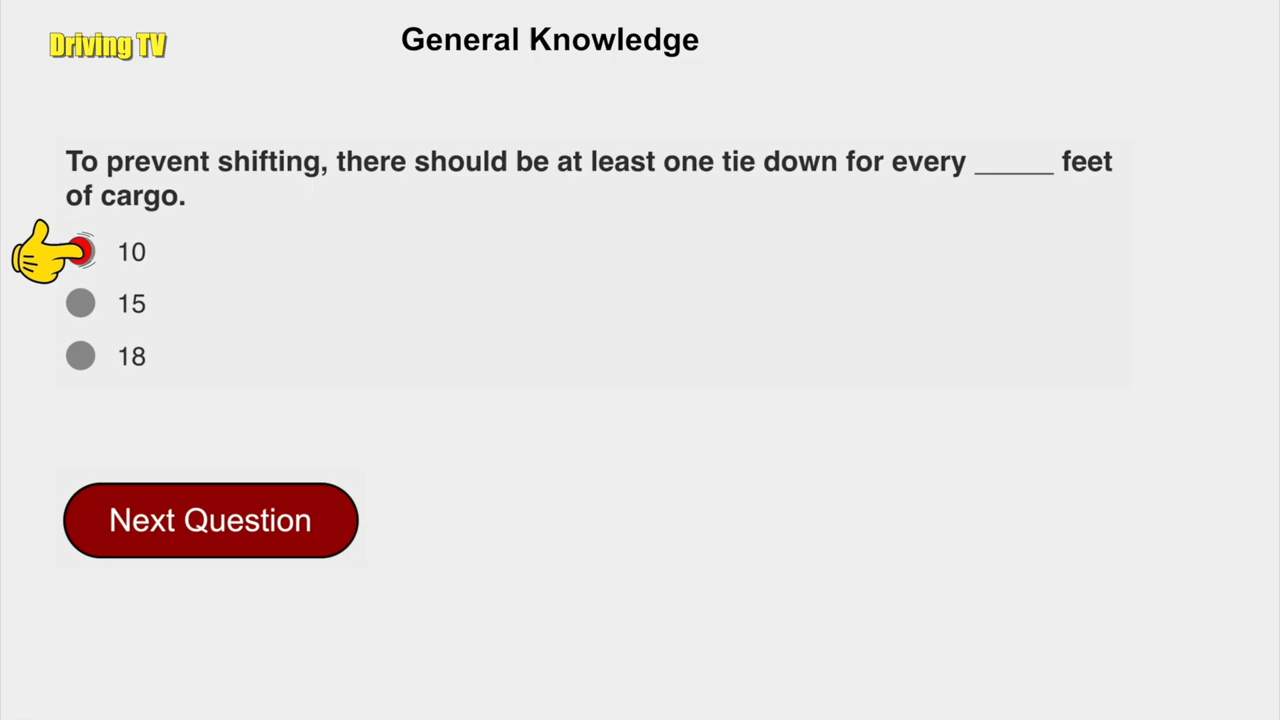 Driving TV
General Knowledge
To prevent shifting, there should be at least one tie down for every _____ feet
of cargo.
10
15
18
Next Question